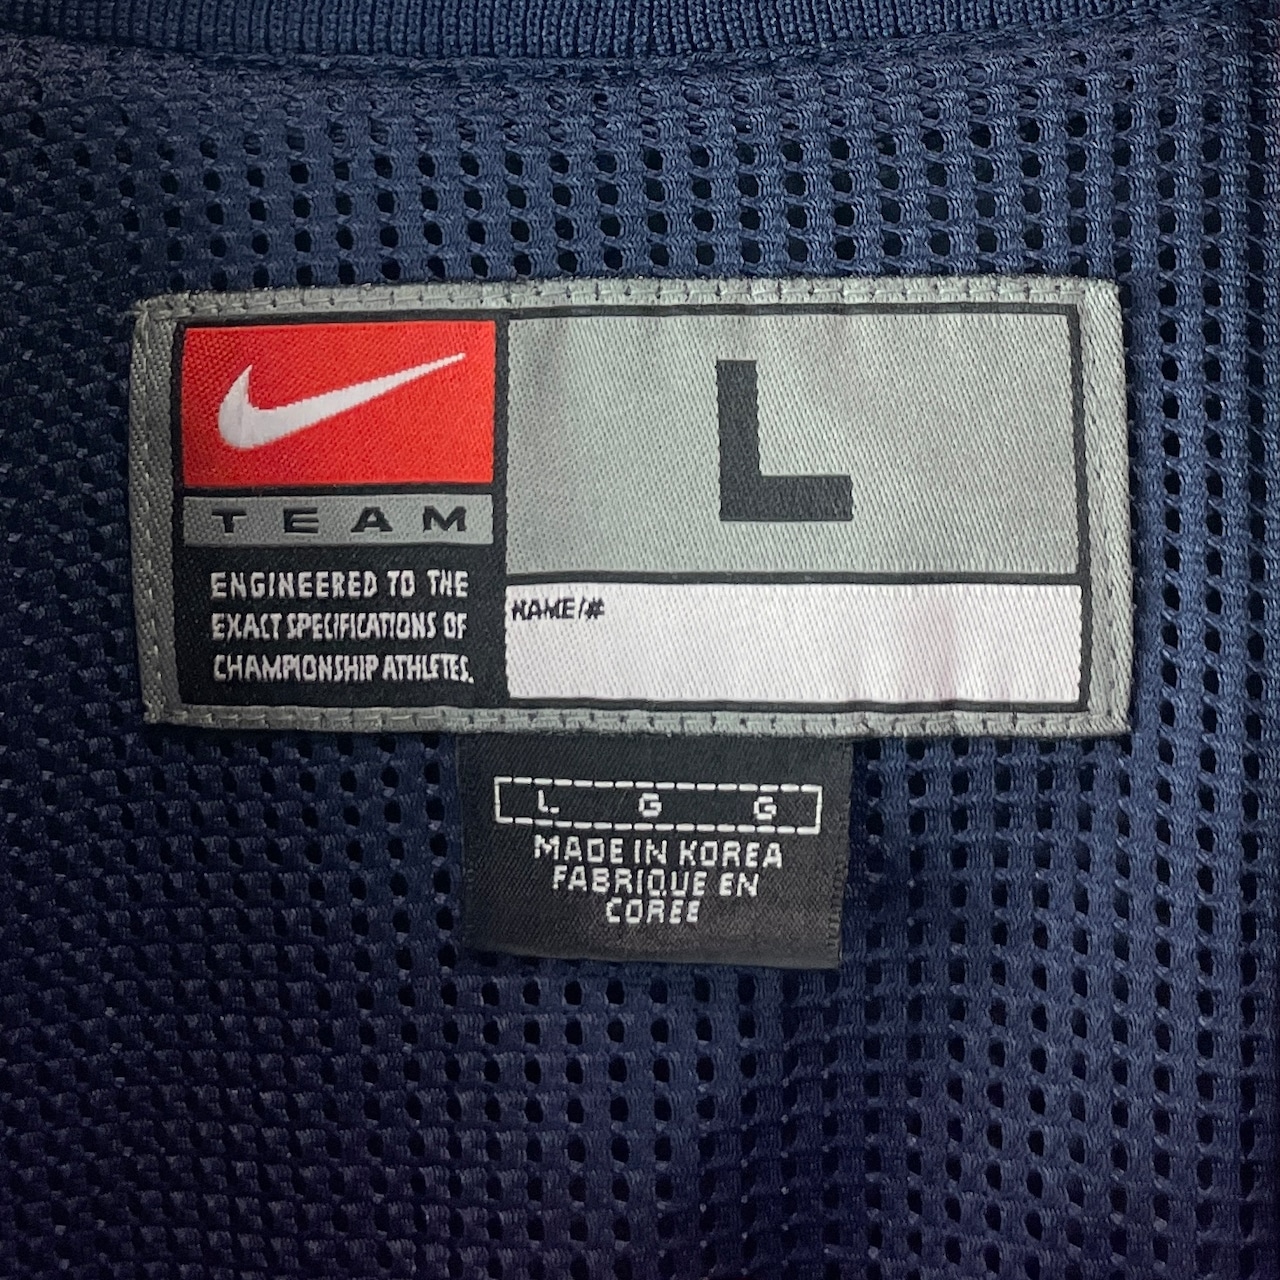 TEAM
ENGINEERED TO THE
EXACT SPECIFICATIONS OF
CHAMPIONSHIP ATHLETES.
L
NAME/#
L G G
MADE IN KOREA
FABRIQUE EN
COREE